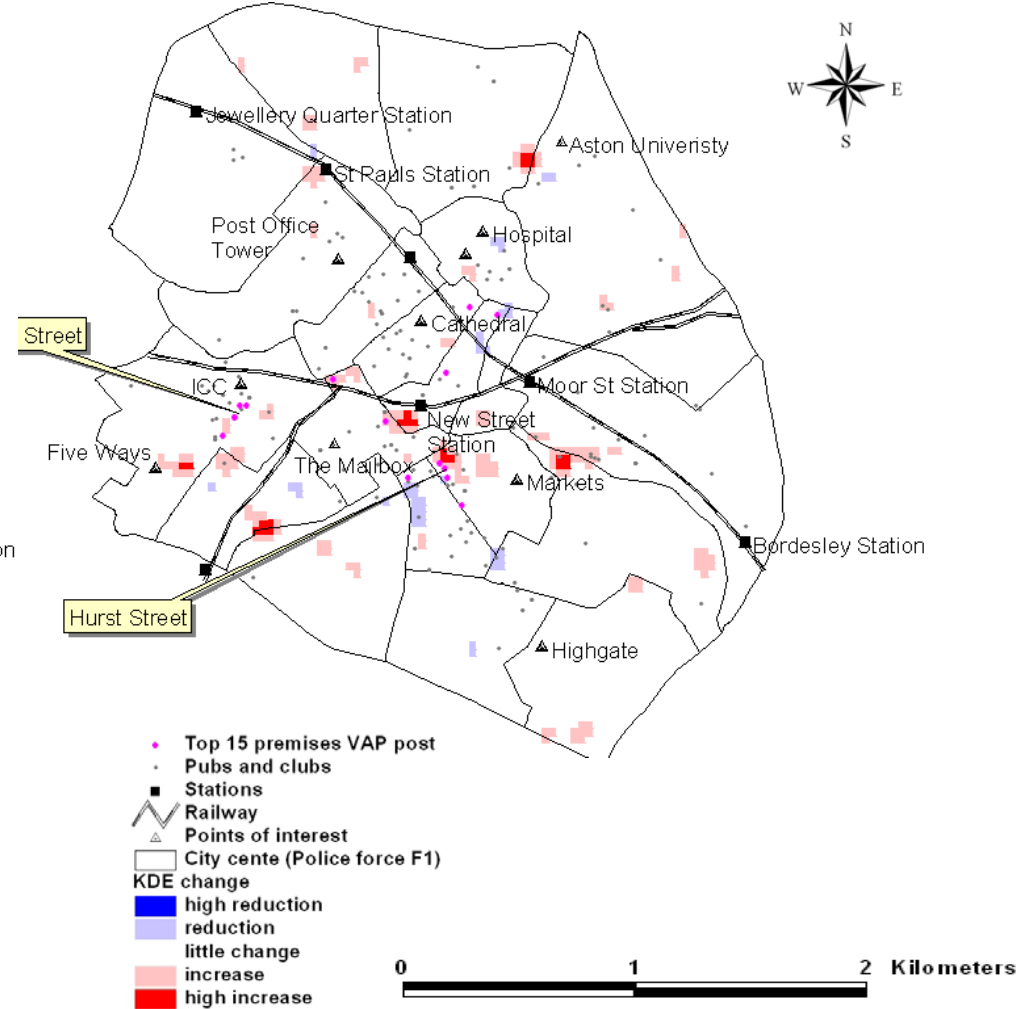 N
W E
S
Jewellery Quarter Station
Aston Univeristy
St Pauls Station
Post Office
Tower
Hospital
Cathedral
Street
ICC
Moor St Station
New Street
Station
Five Ways
The Mailbox
Markets
on
Bordesley Station
Hurst Street
Highgate
Top 15 premises VAP post
Pubs and clubs
Stations
Railway
Points of interest
City cente (Police force F1)
KDE change
high reduction
reduction
little change
increase
high increase
0 1 2 Kilometers